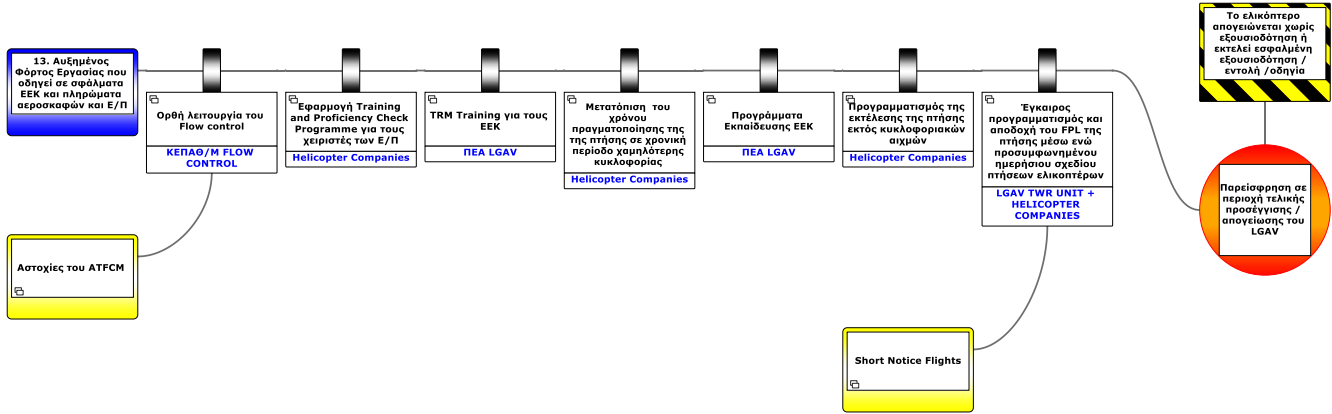 13. Αυξημένος
Φόρτος Εργασίας που
οδηγεί σε σφάλματα
ΕΕΚ και πληρώματα
αεροσκαφών και Ε/Π
Ορθή λειτουργία του
Flow control
ΚΕΠΑΘ/Μ FLOW
CONTROL
Εφαρμογή Training
and Proficiency Check
Programme για τους
χειριστές των Ε/Π
Helicopter Companies
TRM Training για τους
ΕΕΚ
ΠΕΑ LGAV
Μετατόπιση του
χρόνου
πραγματοποίησης της
της πτήσης σε χρονική
περίοδο χαμηλότερης
κυκλοφορίας
Helicopter Companies
Προγράμματα
Εκπαίδευσης ΕΕΚ
ΠΕΑ LGAV
Προγραμματισμός της
εκτέλεσης της πτήσης
εκτός κυκλοφοριακών
αιχμών
Helicopter Companies
Έγκαιρος
προγραμματισμός και
αποδοχή του FPL της
πτήσης μέσω ενώ
προσυμφωνημένου
ημερήσιου σχεδίου
πτήσεων ελικοπτέρων
LGAV TWR UNIT +
HELICOPTER
COMPANIES
Το ελικόπτερο
απογειώνεται χωρίς
εξουσιοδότηση ή
εκτελεί εσφαλμένη
εξουσιοδότηση /
εντολή /οδηγία
Παρείσφρηση σε
περιοχή τελικής
προσέγγισης /
απογείωσης του
LGAV
Αστοχίες του ATFCM
Short Notice Flights